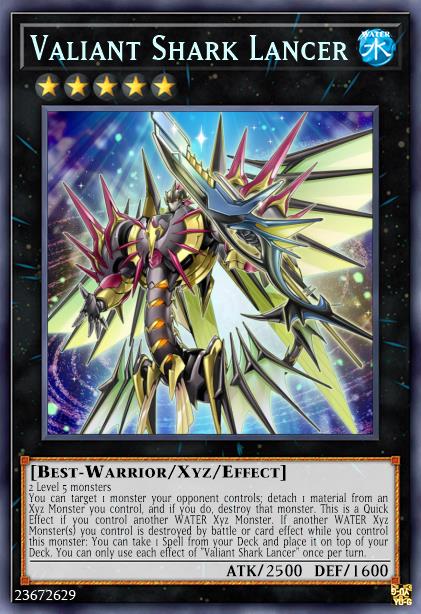 VALIANT SHARK LANCER
WATER
水
[BEST-WARRIOR/XYZ/EFFECT]
2 Level 5 monsters
You can target 1 monster your opponent controls; detach 1 material from an
Xyz Monster you control, and if you do, destroy that monster. This is a Quick
Effect if you control another WATER Xyz Monster. If another WATER Xyz
Monster(s) you control is destroyed by battle or card effect while you control
this monster: You can take 1 Spell from your Deck and place it on top of your
Deck. You can only use each effect of "Valiant Shark Lancer" once per turn.
ATK/2500 DEF/1600
23672629